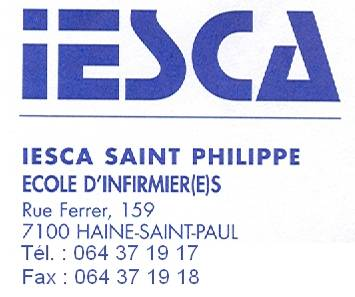 iESCA
IESCA SAINT PHILIPPE
ECOLE D'INFIRMIER(E)S
Rue Ferrer, 159
7100 HAINE-SAINT-PAUL
Tél. : 064 37 19 17
Fax : 064 37 19 18